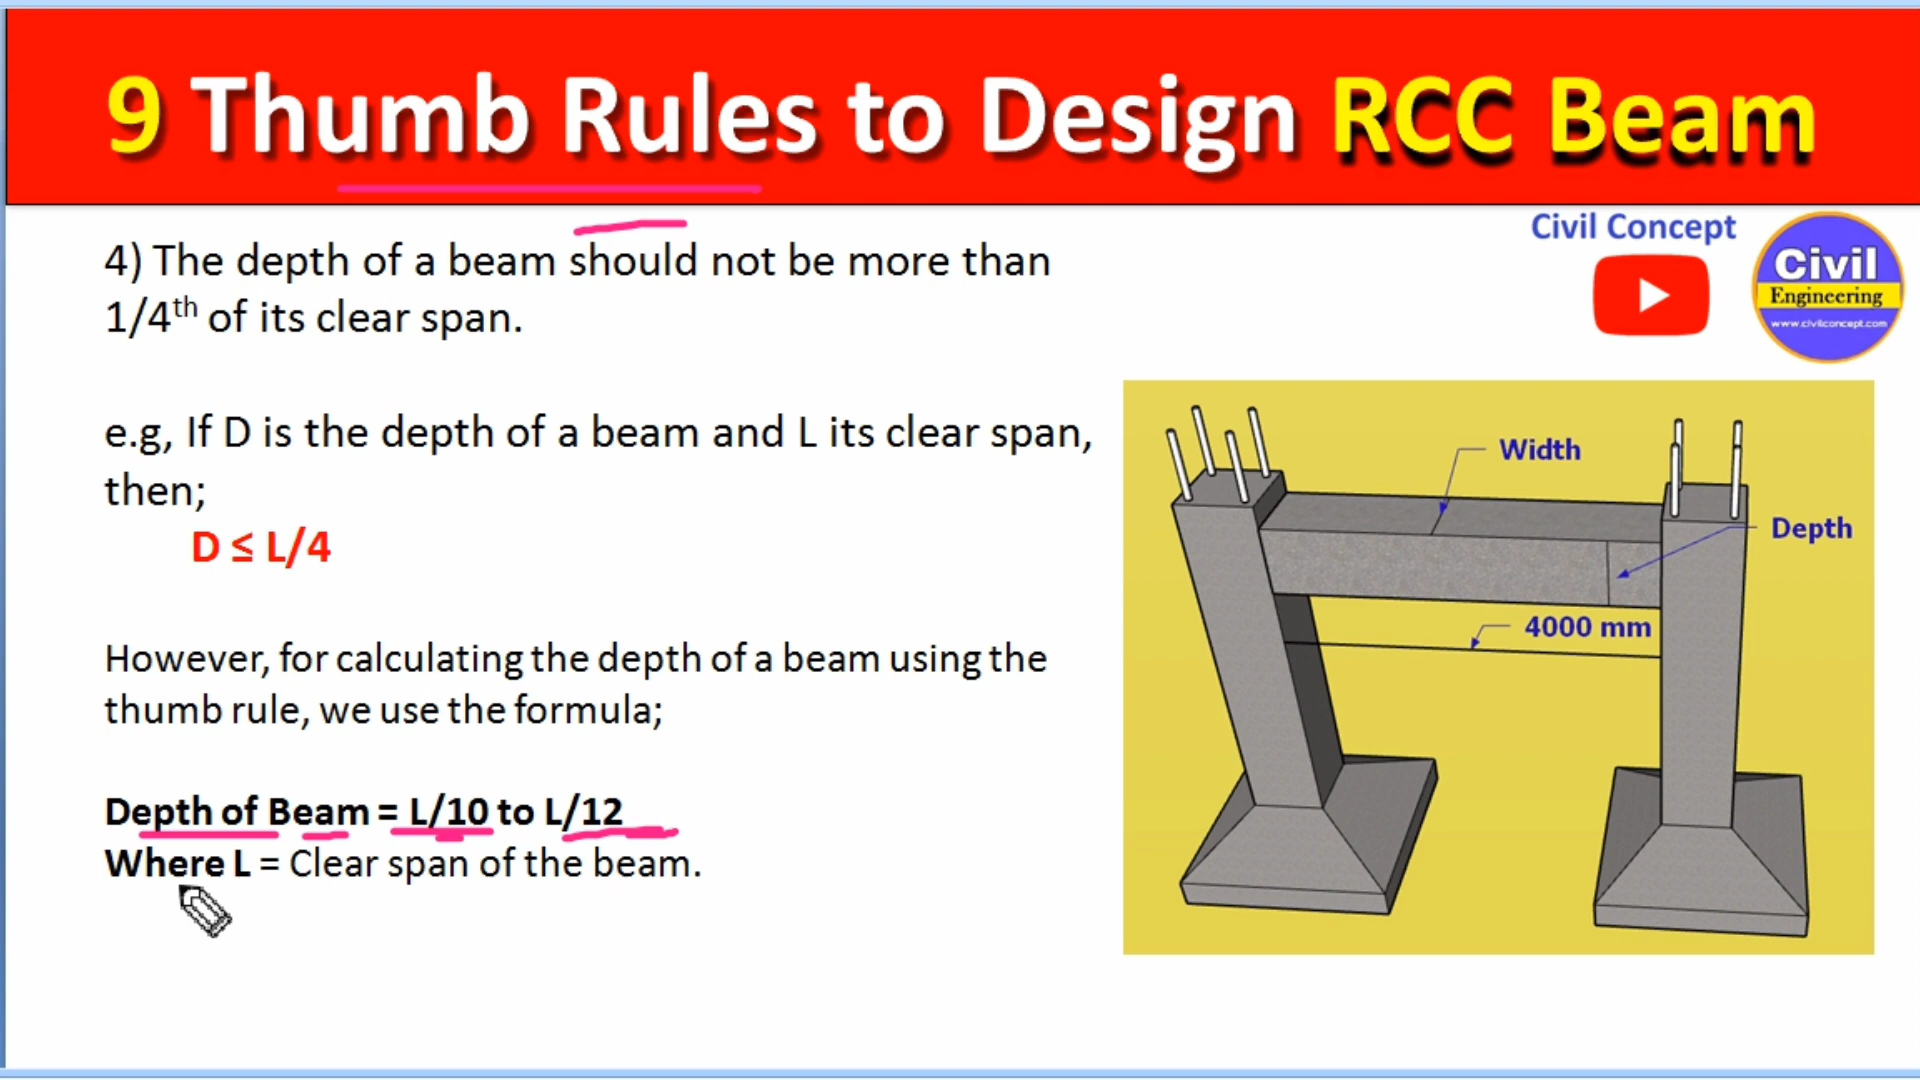 9 Thumb Rules to Design RCC Beam
Civil Concept
Civil
Engineering
www.civilconcept.com
4) The depth of a beam should not be more than
1/4th of its clear span.
e.g, If D is the depth of a beam and L its clear span,
then;
D ≤ L/4
However, for calculating the depth of a beam using the
thumb rule, we use the formula;
Depth of Beam = L/10 to L/12
Where L = Clear span of the beam.
Width
Depth
4000 mm